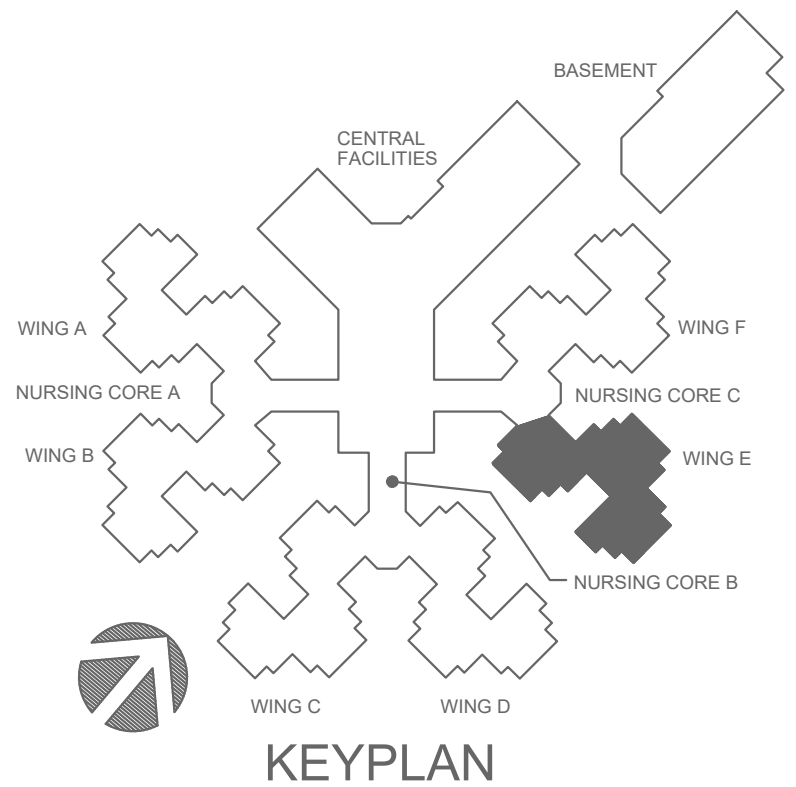 BASEMENT
CENTRAL
FACILITIES
WING A
WING F
NURSING CORE A
NURSING CORE C
WING B
WING E
NURSING CORE B
WING C
WING D
KEYPLAN